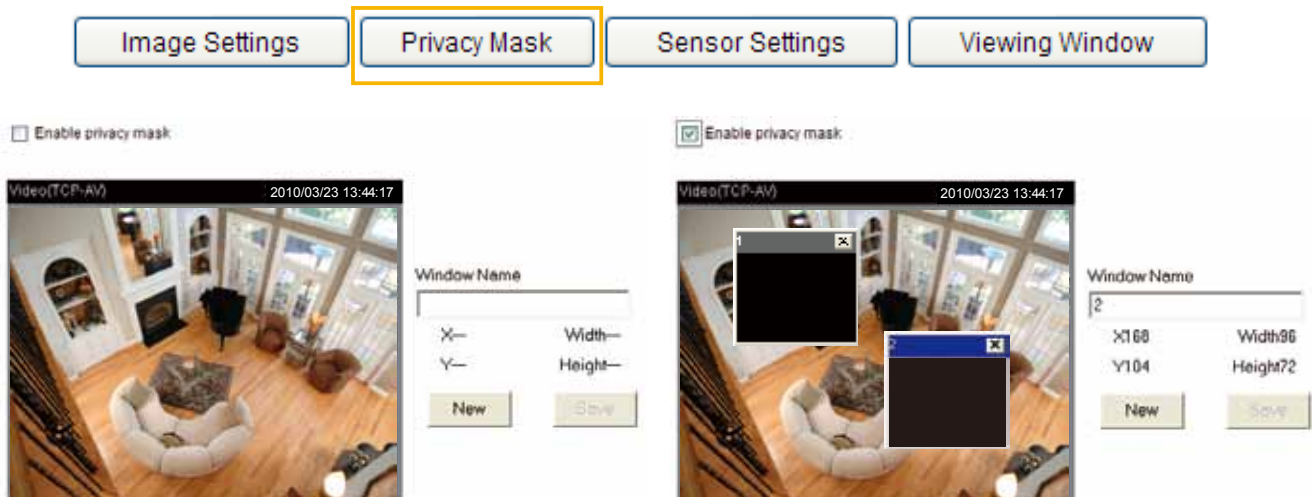 Image Settings
Privacy Mask
Sensor Settings
Viewing Window
Enable privacy mask
Video(TCP-AV) 2010/03/23 13:44:17
Window Name
X— Width—
Y— Height—
New Save
Enable privacy mask
Video(TCP-AV) 2010/03/23 13:44:17
1
2
Window Name
2
X168 Width96
Y104 Height72
New Save